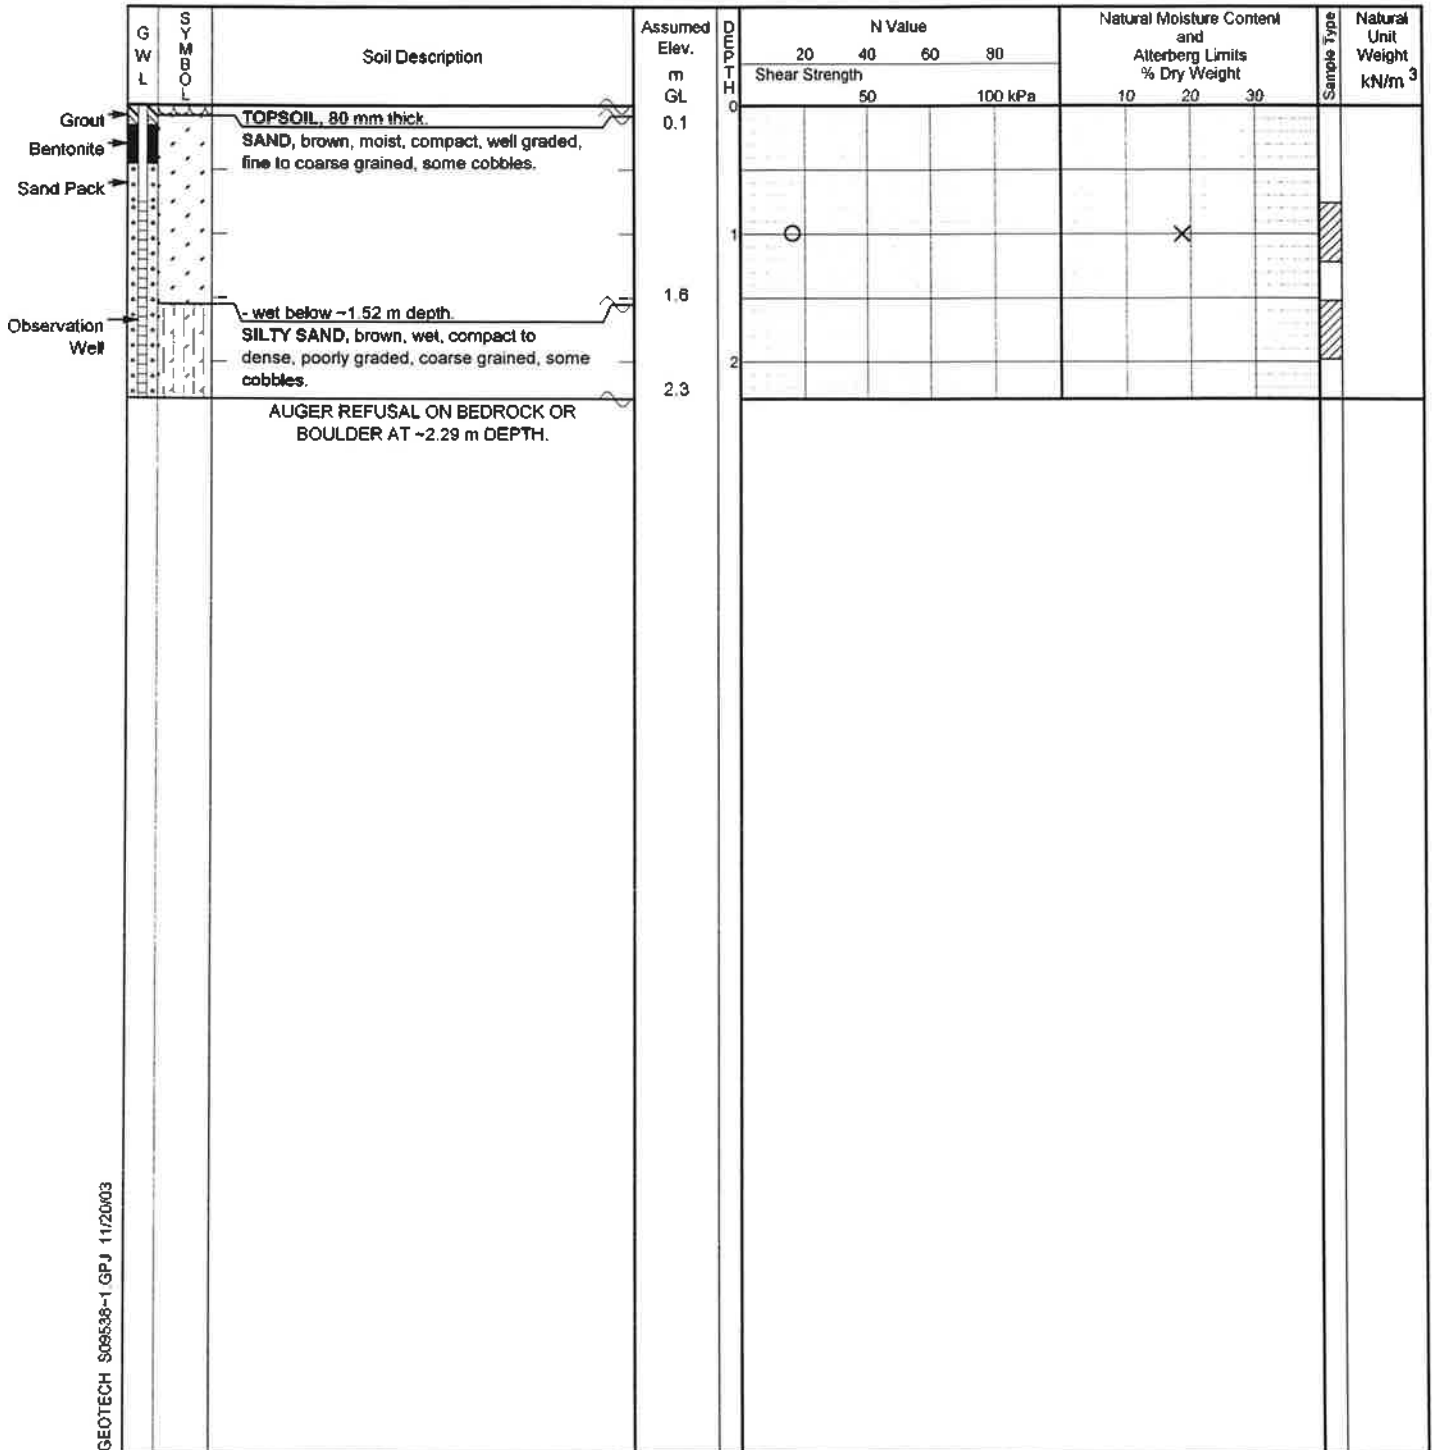 G
W
L
SYMBOL
Soil Description
Assumed
Elev.
m
GL
DEPTH
N Value
20 40 60 80
Shear Strength
50 100 kPa
Natural Moisture Content
and
Atterberg Limits
% Dry Weight
10 20 30
Sample Type
Natural
Unit
Weight
kN/m 3
Grout
Bentonite
Sand Pack
Observation
Well
TOPSOIL, 80 mm thick.
SAND, brown, moist, compact, well graded,
fine to coarse grained, some cobbles.
- wet below ~1.52 m depth.
SILTY SAND, brown, wet, compact to
dense, poorly graded, coarse grained, some
cobbles.
AUGER REFUSAL ON BEDROCK OR
BOULDER AT ~2.29 m DEPTH.
0.1
1.6
2.3
0
1
2
GEOTECH S09538~1.GPJ 11/20/03